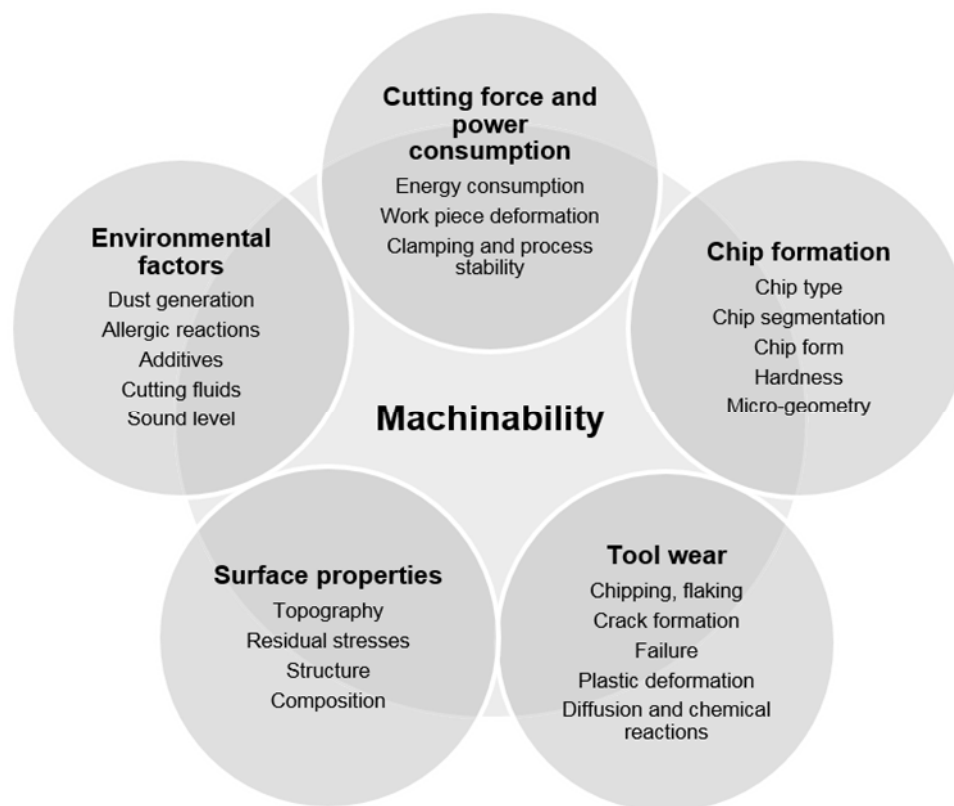 Cutting force and
power
consumption
Energy consumption
Work piece deformation
Clamping and process
stability
Environmental
factors
Dust generation
Allergic reactions
Additives
Cutting fluids
Sound level
Chip formation
Chip type
Chip segmentation
Chip form
Hardness
Micro-geometry
Machinability
Surface properties
Topography
Residual stresses
Structure
Composition
Tool wear
Chipping, flaking
Crack formation
Failure
Plastic deformation
Diffusion and chemical
reactions